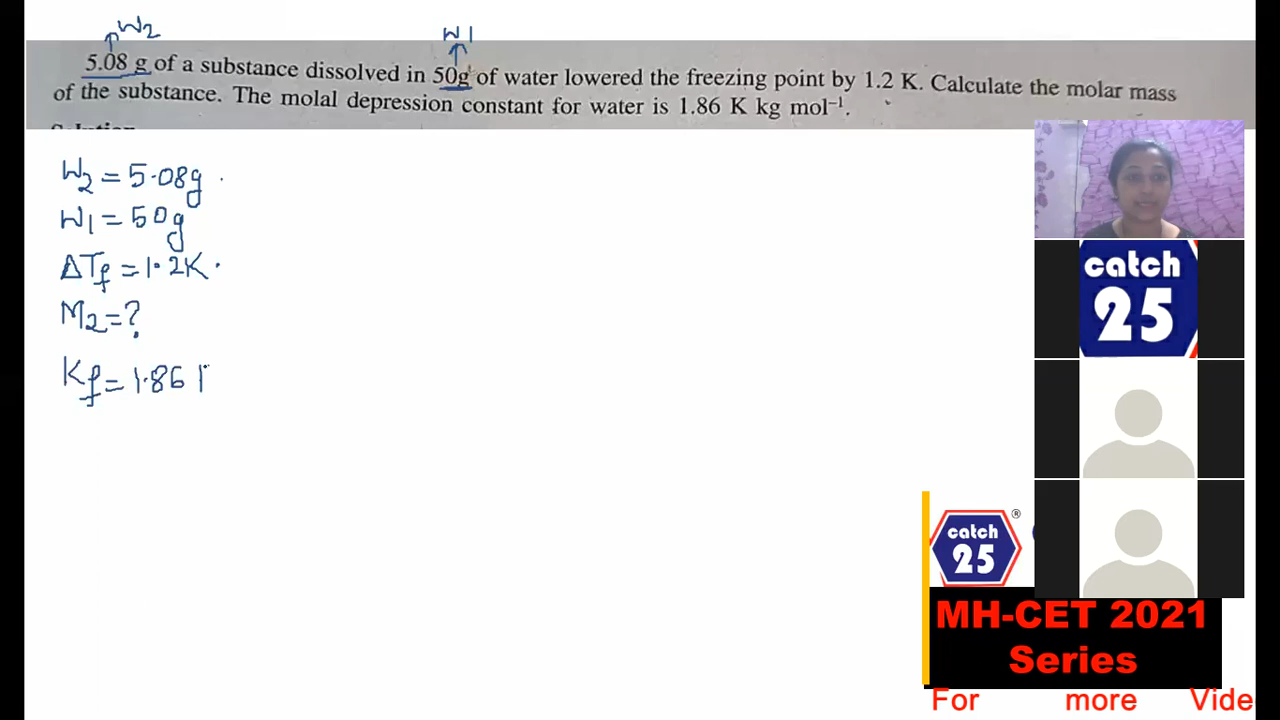 W2
W1
5.08 g of a substance dissolved in 50g of water lowered the freezing point by 1.2 K. Calculate the molar mass
of the substance. The molal depression constant for water is 1.86 K kg mol⁻¹.
W2 = 5.08g
W1 = 50g
ΔTf = 1.2K
M2 = ?
Kf = 1.86
catch
25
catch
25
®
MH-CET 2021
Series
For more Vide